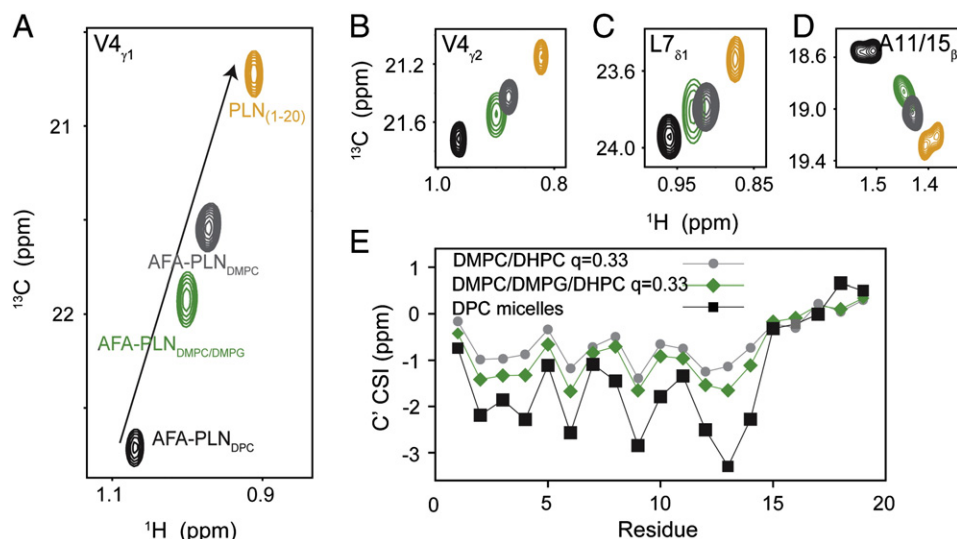 A
V4γ1
PLN(1-20)
AFA-PLNDMPC
AFA-PLNDMPC/DMPG
AFA-PLNDPC
21
22
13C (ppm)
1.1
0.9
1H (ppm)
B
V4γ2
21.2
21.6
13C (ppm)
1.0
0.8
C
L7δ1
23.6
24.0
0.95
0.85
1H (ppm)
D
A11/15β
18.6
19.0
19.4
1.5
1.4
E
DMPC/DHPC q=0.33
DMPC/DMPG/DHPC q=0.33
DPC micelles
C' CSI (ppm)
1
0
-1
-2
-3
0
5
10
15
20
Residue